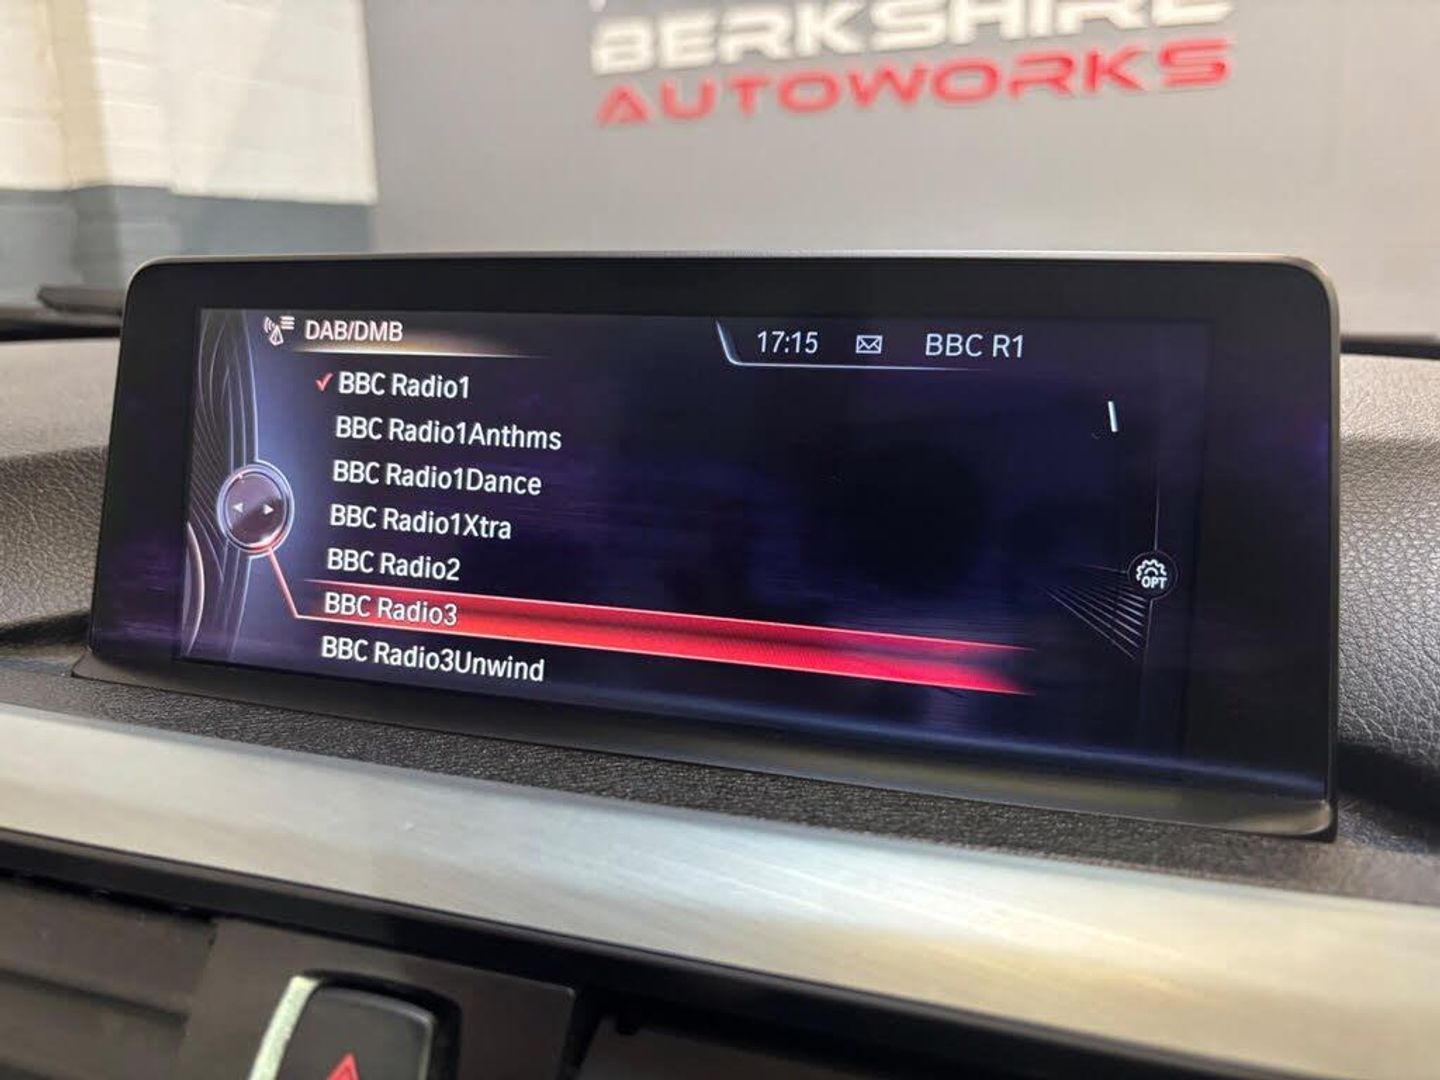 BERKSHIRE
AUTOWORKS
DAB/DMB
17:15
BBC R1
BBC Radio1
BBC Radio1Anthms
BBC Radio1Dance
BBC Radio1Xtra
BBC Radio2
BBC Radio3
BBC Radio3Unwind
OPT